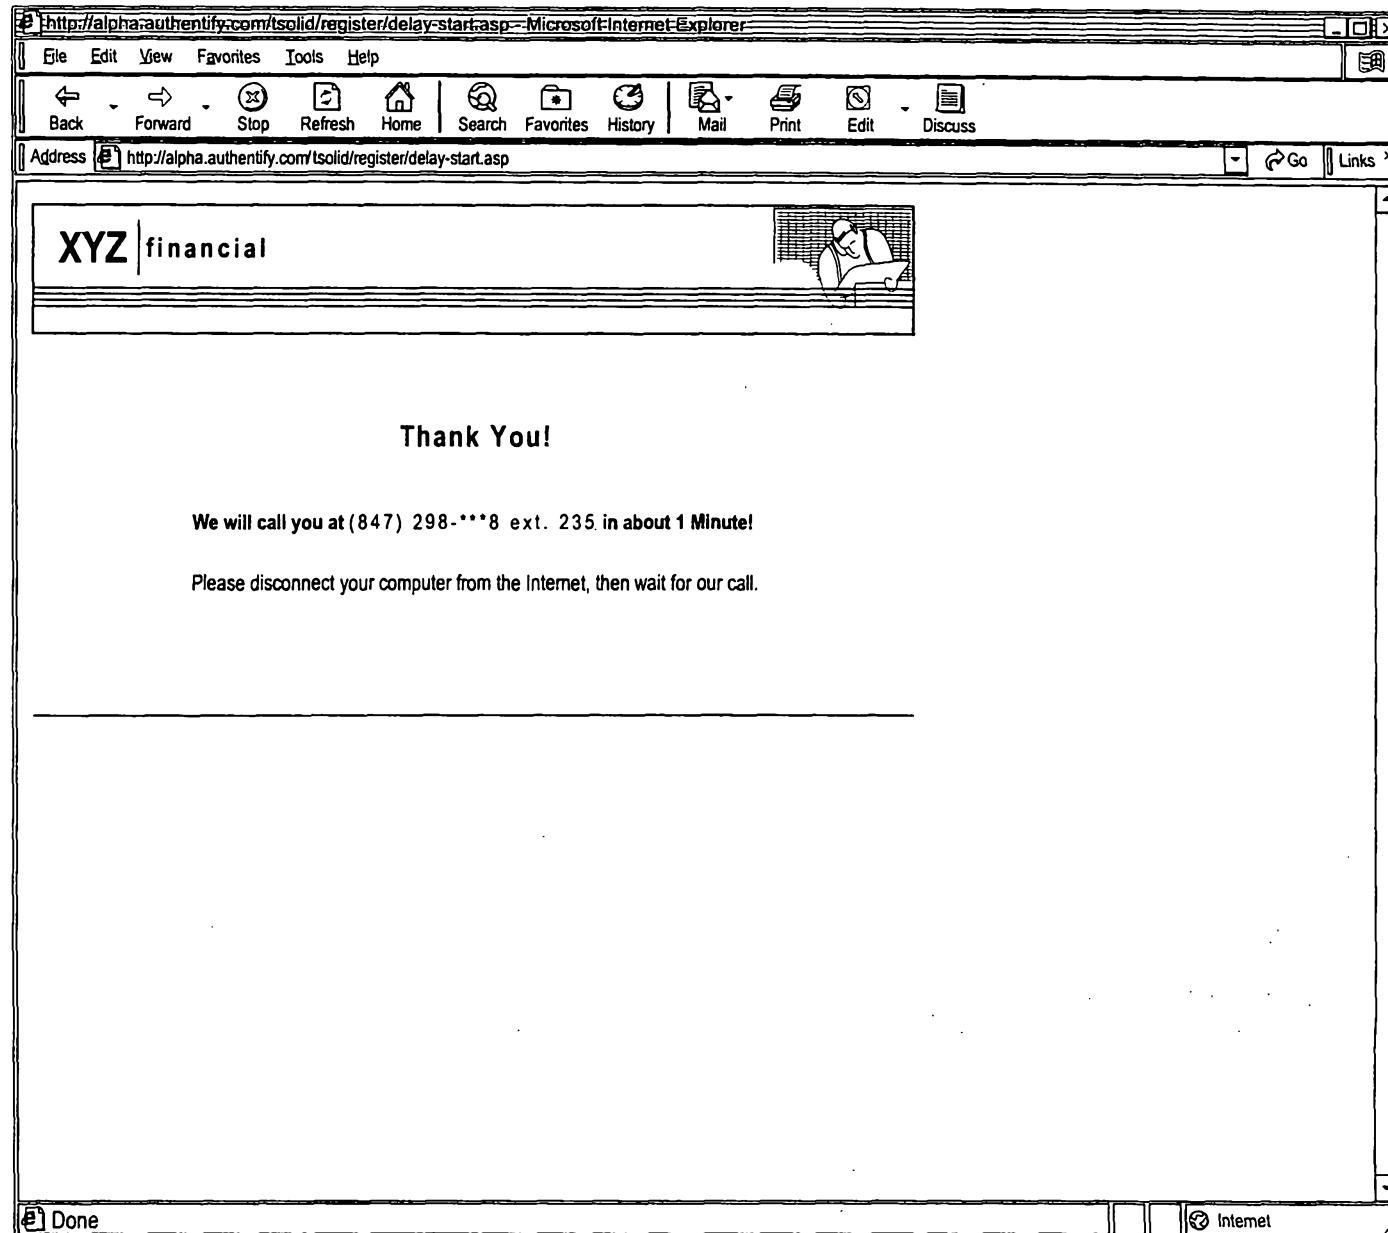 http://alpha.authentify.com/tsolid/register/delay-start.asp - Microsoft Internet Explorer
File Edit View Favorites Tools Help
Back Forward Stop Refresh Home Search Favorites History Mail Print Edit Discuss
Address http://alpha.authentify.com/tsolid/register/delay-start.asp Go Links
XYZ financial
Thank You!
We will call you at (847) 298-***8 ext. 235 in about 1 Minute!
Please disconnect your computer from the Internet, then wait for our call.
Done Internet